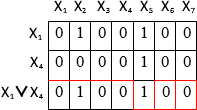 X₁ X₂ X₃ X₄ X₅ X₆ X₇
X₁ 0 1 0 0 1 0 0
X₄ 0 0 0 0 1 0 0
X₁∨X₄ 0 1 0 0 1 0 0